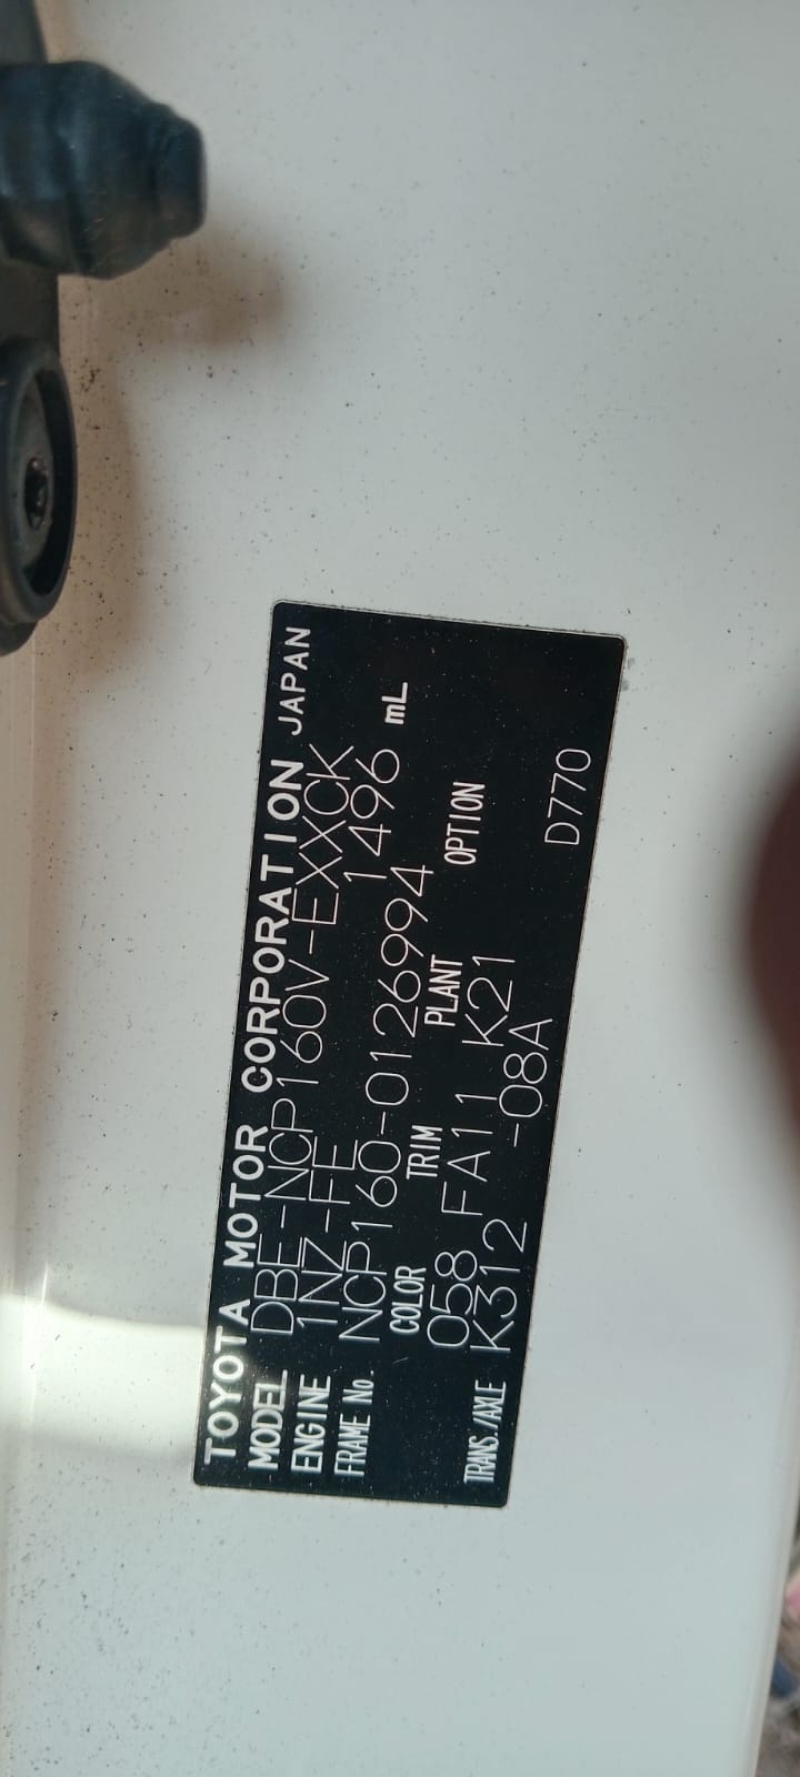 TOYOTA MOTOR CORPORATION JAPAN
MODEL DBE-NCP160V-EXXCK
ENGINE 1NZ-FE 1496 mL
FRAME No. NCP160-0126994
COLOR TRIM PLANT OPTION
058 FA11 K21
TRANS./AXLE K312 -08A D770